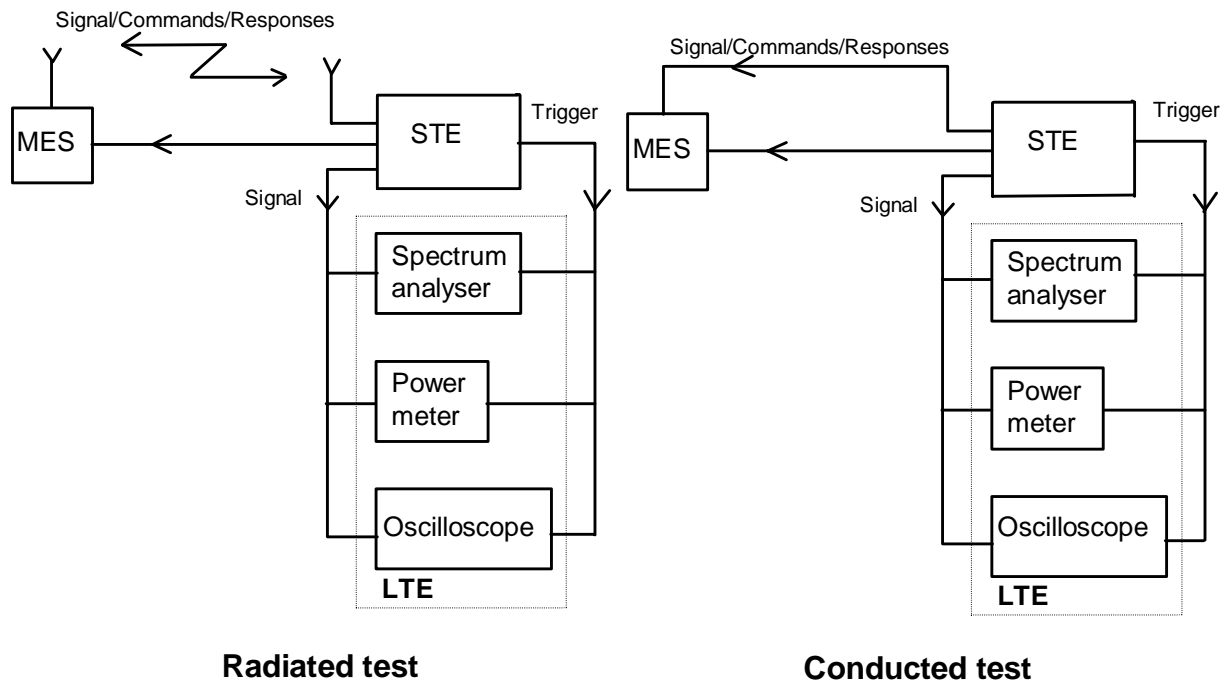 Signal/Commands/Responses
MES
STE
Trigger
Signal
Spectrum
analyser
Power
meter
Oscilloscope
LTE
Radiated test
Signal/Commands/Responses
MES
STE
Trigger
Signal
Spectrum
analyser
Power
meter
Oscilloscope
LTE
Conducted test